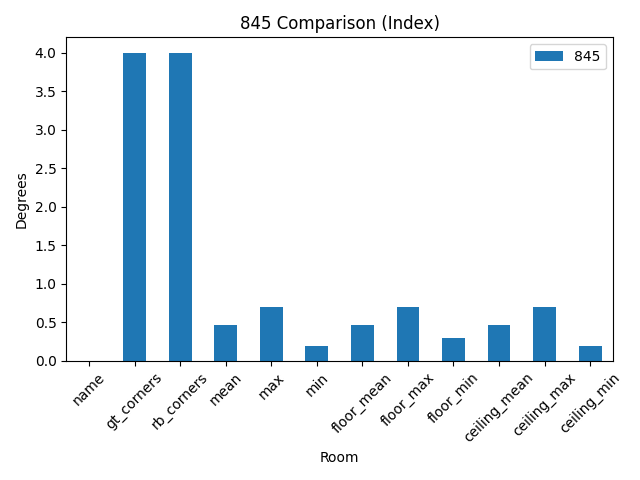 845 Comparison (Index)
845
Degrees
4.0
3.5
3.0
2.5
2.0
1.5
1.0
0.5
0.0
name
gt_corners
rb_corners
mean
max
min
floor_mean
floor_max
floor_min
ceiling_mean
ceiling_max
ceiling_min
Room